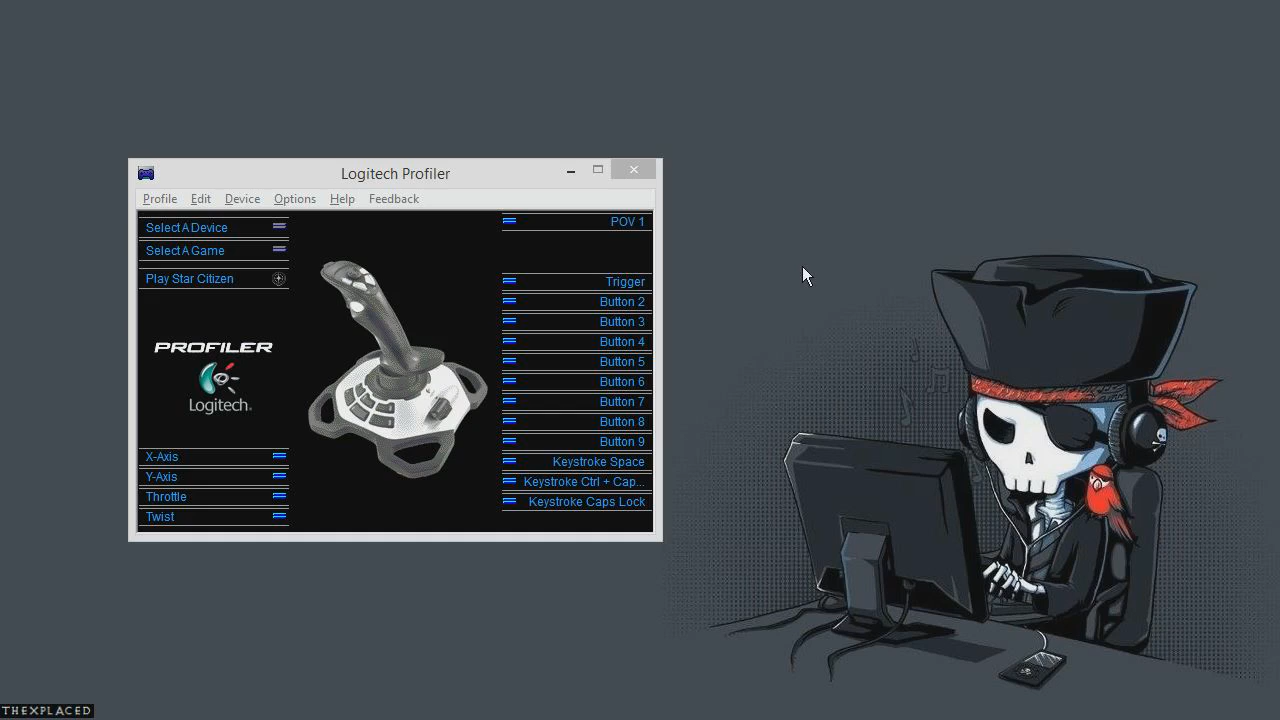 Logitech Profiler
Profile Edit Device Options Help Feedback
Select A Device
Select A Game
Play Star Citizen
PROFILER
Logitech
X-Axis
Y-Axis
Throttle
Twist
POV 1
Trigger
Button 2
Button 3
Button 4
Button 5
Button 6
Button 7
Button 8
Button 9
Keystroke Space
Keystroke Ctrl + Cap...
Keystroke Caps Lock
THEXPLACED